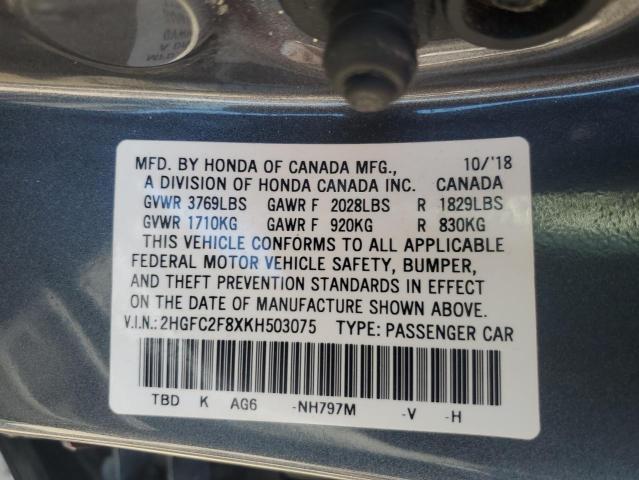 MFD. BY HONDA OF CANADA MFG., 10/'18
A DIVISION OF HONDA CANADA INC. CANADA
GVWR 3769LBS GAWR F 2028LBS R 1829LBS
GVWR 1710KG GAWR F 920KG R 830KG
THIS VEHICLE CONFORMS TO ALL APPLICABLE
FEDERAL MOTOR VEHICLE SAFETY, BUMPER,
AND THEFT PREVENTION STANDARDS IN EFFECT
ON THE DATE OF MANUFACTURE SHOWN ABOVE.
V.I.N.: 2HGFC2F8XKH503075 TYPE: PASSENGER CAR
TBD K AG6 -NH797M -V -H